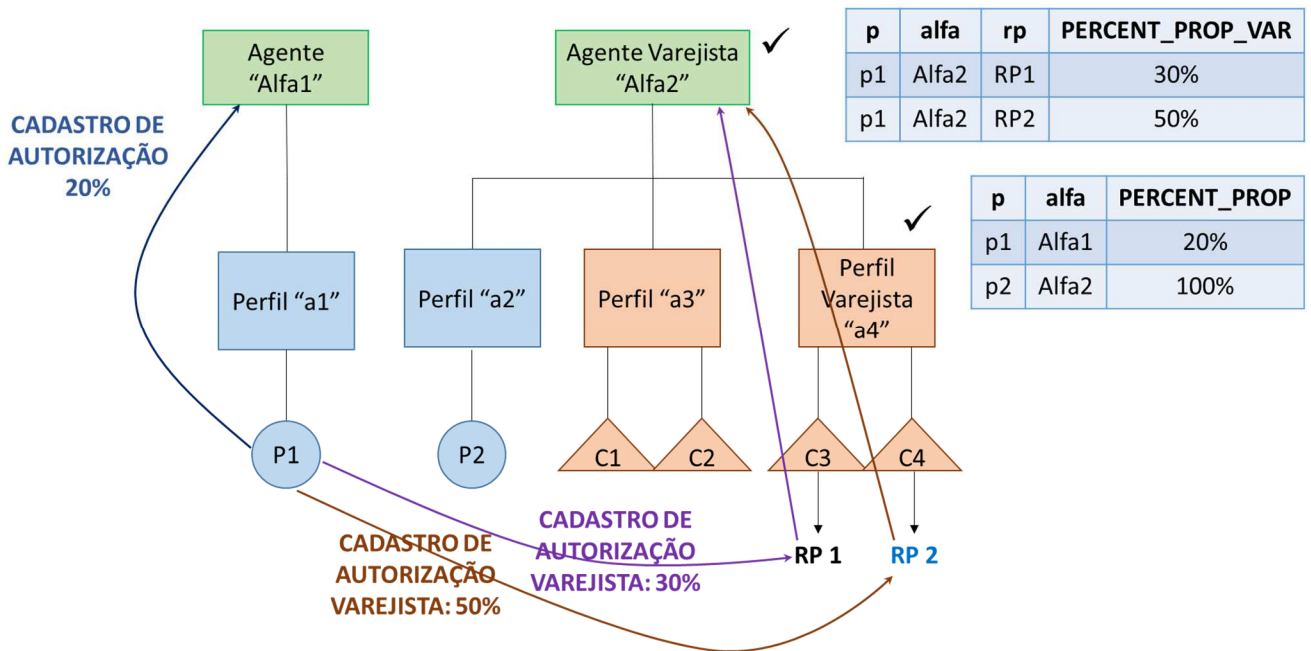 Agente
“Alfa1”
Agente Varejista
“Alfa2”
✓
p alfa rp PERCENT_PROP_VAR
p1 Alfa2 RP1 30%
p1 Alfa2 RP2 50%
CADASTRO DE
AUTORIZAÇÃO
20%
p alfa PERCENT_PROP
p1 Alfa1 20%
p2 Alfa2 100%
✓
Perfil “a1”
Perfil “a2”
Perfil “a3”
Perfil
Varejista
“a4”
P1
P2
C1
C2
C3
C4
CADASTRO DE
AUTORIZAÇÃO
VAREJISTA: 50%
CADASTRO DE
AUTORIZAÇÃO
VAREJISTA: 30%
RP 1
RP 2